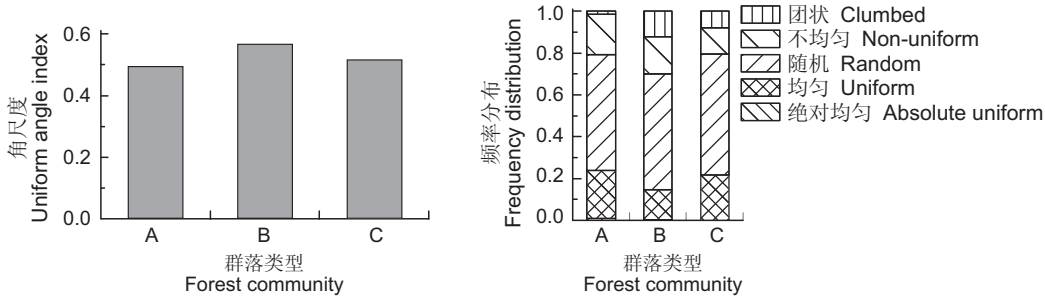 角尺度
Uniform angle index
0.6
0.4
0.2
0.0
A B C
群落类型
Forest community
频率分布
Frequency distribution
1.0
0.8
0.6
0.4
0.2
0.0
A B C
群落类型
Forest community
团状 Clumbed
不均匀 Non-uniform
随机 Random
均匀 Uniform
绝对均匀 Absolute uniform